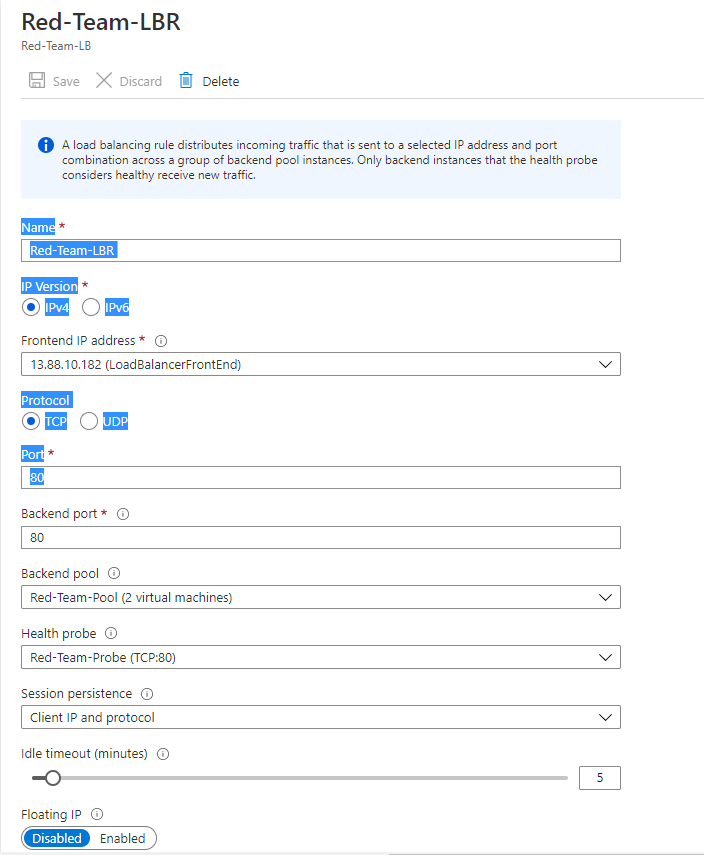 Red-Team-LBR
Red-Team-LB
Save Discard Delete
A load balancing rule distributes incoming traffic that is sent to a selected IP address and port
combination across a group of backend pool instances. Only backend instances that the health probe
considers healthy receive new traffic.
Name *
Red-Team-LBR
IP Version *
IPv4 IPv6
Frontend IP address *
13.88.10.182 (LoadBalancerFrontEnd)
Protocol
TCP UDP
Port *
80
Backend port *
80
Backend pool
Red-Team-Pool (2 virtual machines)
Health probe
Red-Team-Probe (TCP:80)
Session persistence
Client IP and protocol
Idle timeout (minutes)
5
Floating IP
Disabled Enabled